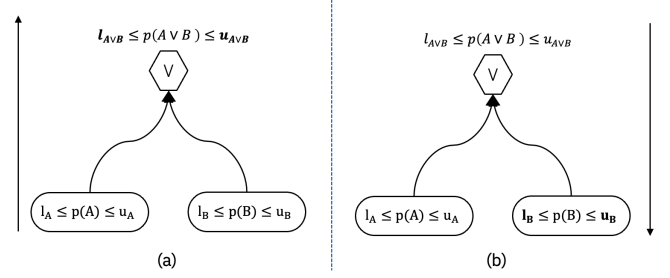 l_{A∨B} ≤ p(A ∨ B) ≤ u_{A∨B}
∨
l_A ≤ p(A) ≤ u_A
l_B ≤ p(B) ≤ u_B
(a)
l_{A∨B} ≤ p(A ∨ B) ≤ u_{A∨B}
∨
l_A ≤ p(A) ≤ u_A
l_B ≤ p(B) ≤ u_B
(b)